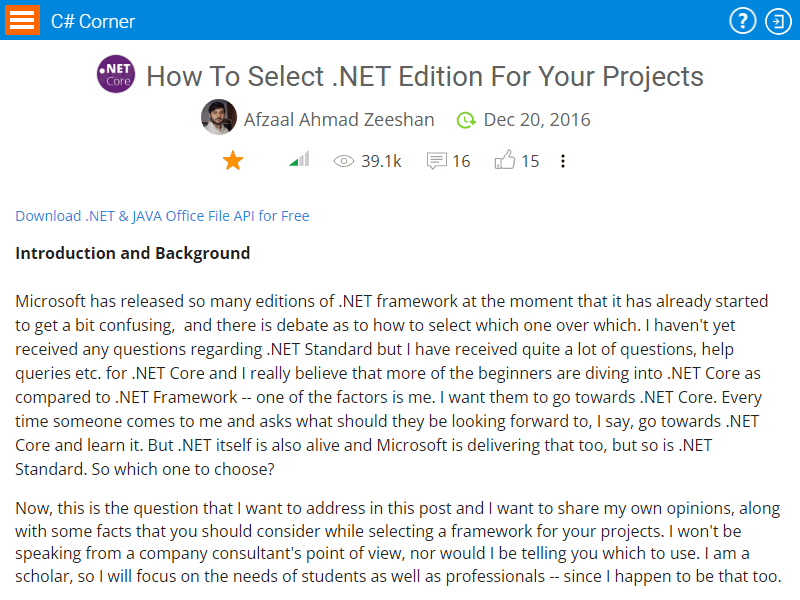 C# Corner
.NET
Core
How To Select .NET Edition For Your Projects
Afzaal Ahmad Zeeshan
Dec 20, 2016
39.1k
16
15
Download .NET & JAVA Office File API for Free
Introduction and Background
Microsoft has released so many editions of .NET framework at the moment that it has already started
to get a bit confusing,  and there is debate as to how to select which one over which. I haven't yet
received any questions regarding .NET Standard but I have received quite a lot of questions, help
queries etc. for .NET Core and I really believe that more of the beginners are diving into .NET Core as
compared to .NET Framework -- one of the factors is me. I want them to go towards .NET Core. Every
time someone comes to me and asks what should they be looking forward to, I say, go towards .NET
Core and learn it. But .NET itself is also alive and Microsoft is delivering that too, but so is .NET
Standard. So which one to choose?
Now, this is the question that I want to address in this post and I want to share my own opinions, along
with some facts that you should consider while selecting a framework for your projects. I won't be
speaking from a company consultant's point of view, nor would I be telling you which to use. I am a
scholar, so I will focus on the needs of students as well as professionals -- since I happen to be that too.